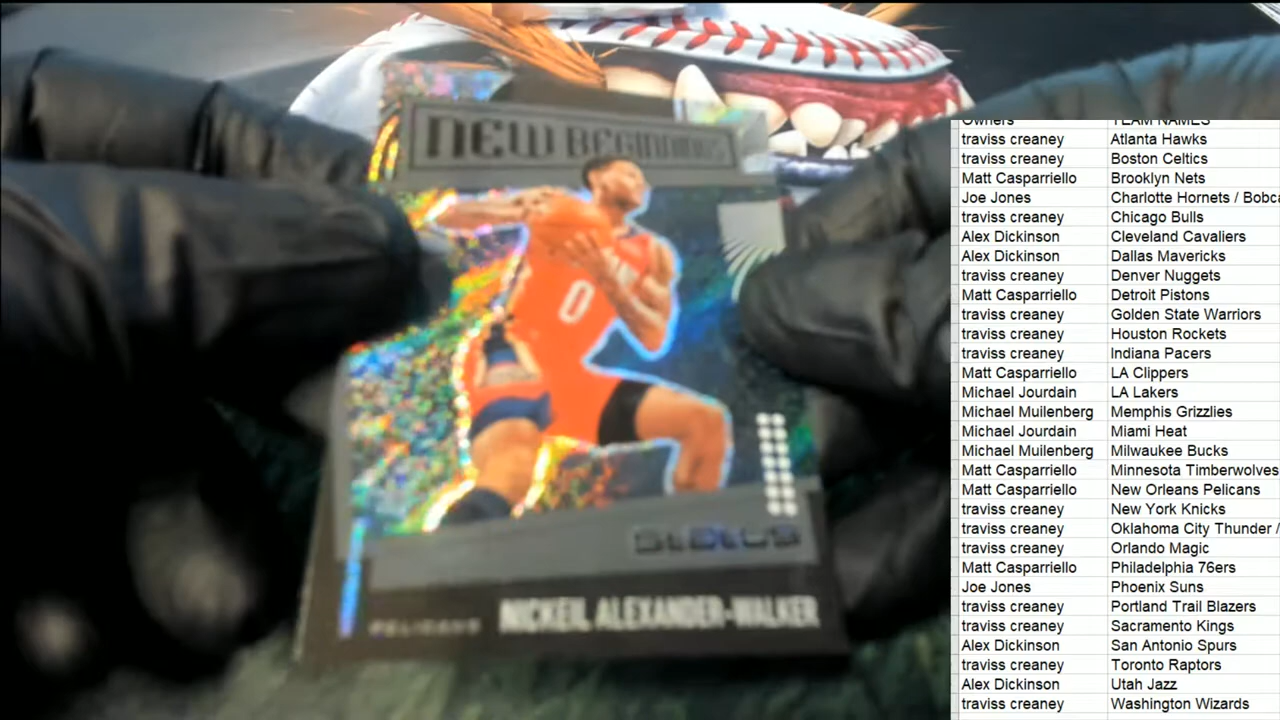 NEW BEGINNINGS
0
STATUS
PELICANS NICKEIL ALEXANDER-WALKER
Owners TEAM NAMES
traviss creaney Atlanta Hawks
traviss creaney Boston Celtics
Matt Casparriello Brooklyn Nets
Joe Jones Charlotte Hornets / Bobca
traviss creaney Chicago Bulls
Alex Dickinson Cleveland Cavaliers
Alex Dickinson Dallas Mavericks
traviss creaney Denver Nuggets
Matt Casparriello Detroit Pistons
traviss creaney Golden State Warriors
traviss creaney Houston Rockets
traviss creaney Indiana Pacers
Matt Casparriello LA Clippers
Michael Jourdain LA Lakers
Michael Muilenberg Memphis Grizzlies
Michael Jourdain Miami Heat
Michael Muilenberg Milwaukee Bucks
Matt Casparriello Minnesota Timberwolves
Matt Casparriello New Orleans Pelicans
traviss creaney New York Knicks
traviss creaney Oklahoma City Thunder /
traviss creaney Orlando Magic
Matt Casparriello Philadelphia 76ers
Joe Jones Phoenix Suns
traviss creaney Portland Trail Blazers
traviss creaney Sacramento Kings
Alex Dickinson San Antonio Spurs
traviss creaney Toronto Raptors
Alex Dickinson Utah Jazz
traviss creaney Washington Wizards